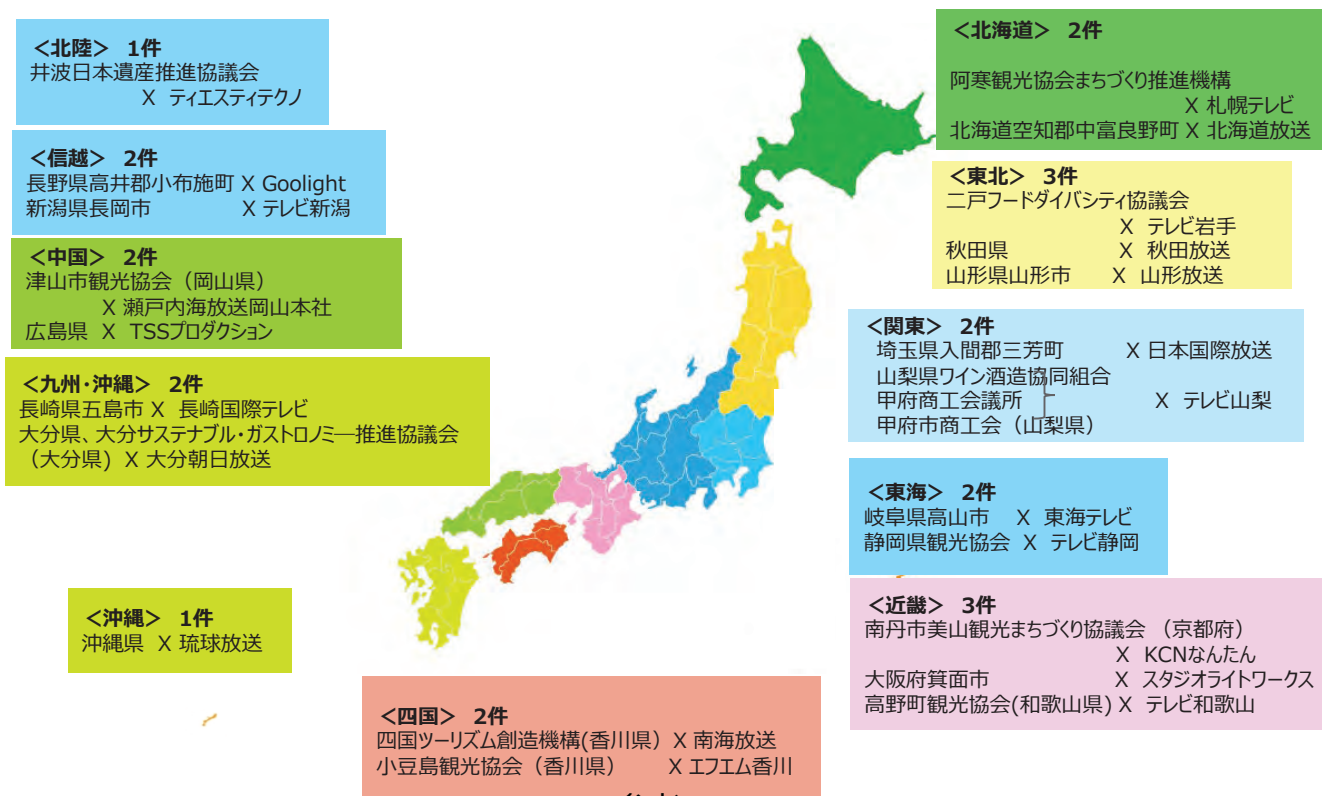 ＜北陸＞ 1件
井波日本遺産推進協議会
X ティエスティテクノ
＜信越＞ 2件
長野県高井郡小布施町 X Goolight
新潟県長岡市 X テレビ新潟
＜中国＞ 2件
津山市観光協会（岡山県）
X 瀬戸内海放送岡山本社
広島県 X TSSプロダクション
＜九州・沖縄＞ 2件
長崎県五島市 X 長崎国際テレビ
大分県、大分サステナブル・ガストロノミ―推進協議会
（大分県) X 大分朝日放送
＜沖縄＞ 1件
沖縄県 X 琉球放送
＜四国＞ 2件
四国ツーリズム創造機構(香川県） X 南海放送
小豆島観光協会（香川県） X エフエム香川
＜北海道＞ 2件
阿寒観光協会まちづくり推進機構
X 札幌テレビ
北海道空知郡中富良野町 X 北海道放送
＜東北＞ 3件
二戸フードダイバシティ協議会
X テレビ岩手
秋田県 X 秋田放送
山形県山形市 X 山形放送
＜関東＞ 2件
埼玉県入間郡三芳町 X 日本国際放送
山梨県ワイン酒造協同組合
甲府商工会議所 X テレビ山梨
甲府市商工会（山梨県）
＜東海＞ 2件
岐阜県高山市 X 東海テレビ
静岡県観光協会 X テレビ静岡
＜近畿＞ 3件
南丹市美山観光まちづくり協議会 （京都府）
X KCNなんたん
大阪府箕面市 X スタジオライトワークス
高野町観光協会(和歌山県) X テレビ和歌山